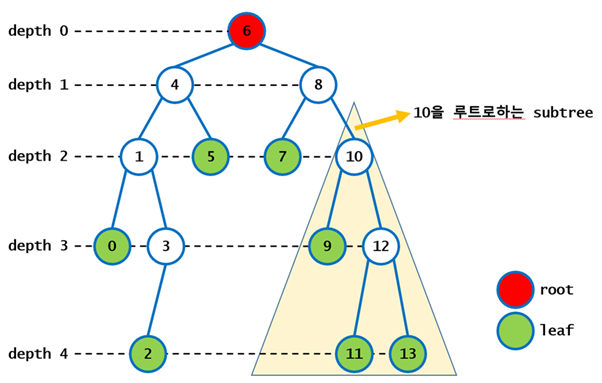 depth 0 6
depth 1 4 8
10을 루트로하는 subtree
depth 2 1 5 7 10
depth 3 0 3 9 12
root
leaf
depth 4 2 11 13